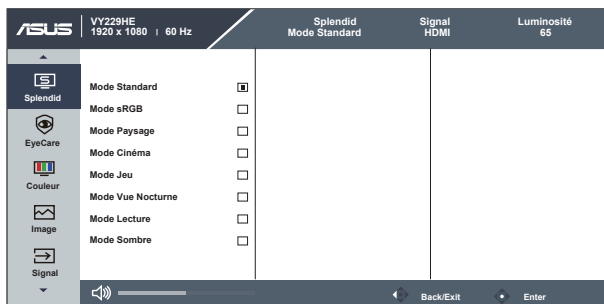 ASUS
VY229HE
1920 x 1080 | 60 Hz
Splendid
Mode Standard
Signal
HDMI
Luminosité
65
Splendid
EyeCare
Couleur
Image
Signal
Mode Standard
Mode sRGB
Mode Paysage
Mode Cinéma
Mode Jeu
Mode Vue Nocturne
Mode Lecture
Mode Sombre
Back/Exit
Enter